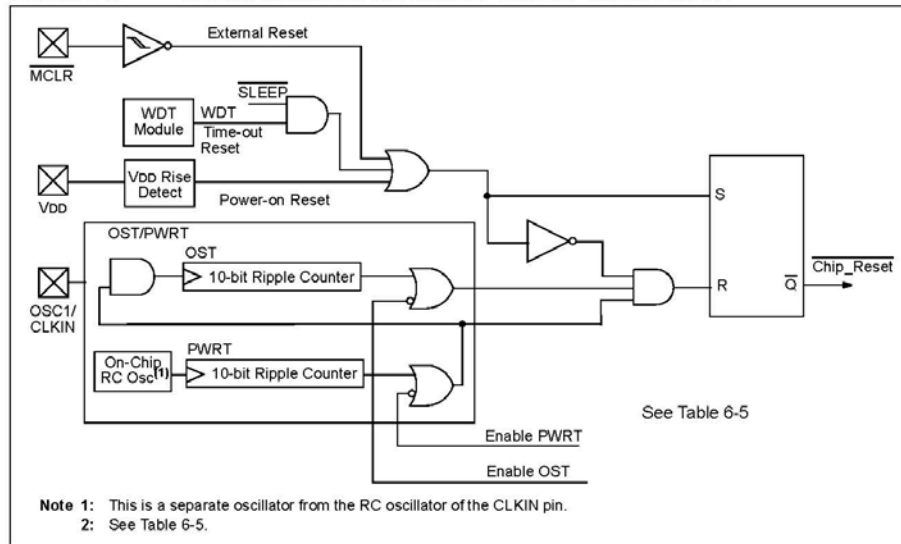 External Reset
MCLR
SLEEP
WDT
Module
WDT
Time-out
Reset
VDD
VDD Rise
Detect
Power-on Reset
S
OST/PWRT
OST
10-bit Ripple Counter
Chip_Reset
R
Q
OSC1/
CLKIN
PWRT
On-Chip
RC Osc(1)
10-bit Ripple Counter
See Table 6-5
Enable PWRT
Enable OST
Note 1: This is a separate oscillator from the RC oscillator of the CLKIN pin.
2: See Table 6-5.